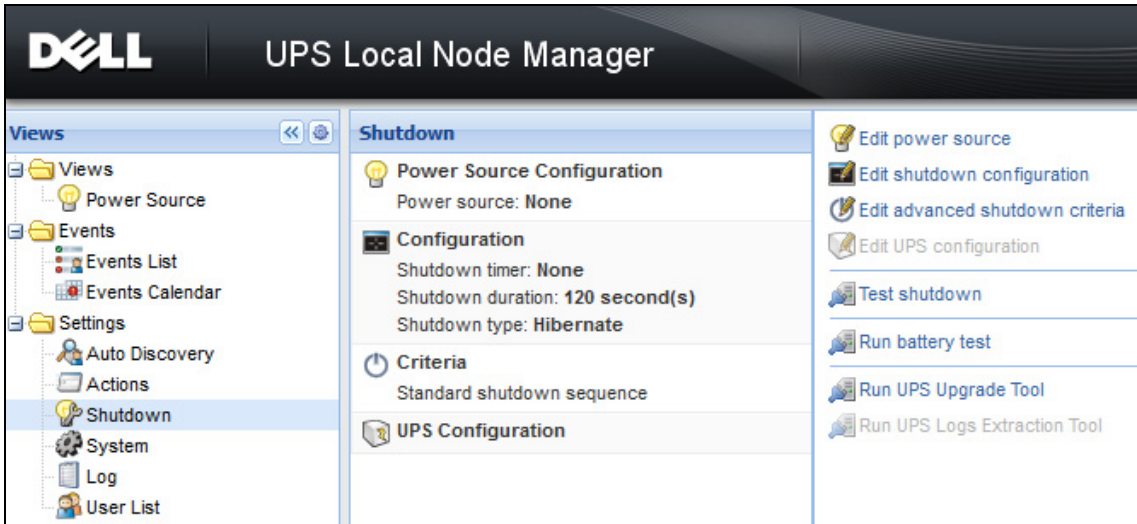 DELL
UPS Local Node Manager
Views
Views
Power Source
Events
Events List
Events Calendar
Settings
Auto Discovery
Actions
Shutdown
System
Log
User List
Shutdown
Power Source Configuration
Power source: None
Configuration
Shutdown timer: None
Shutdown duration: 120 second(s)
Shutdown type: Hibernate
Criteria
Standard shutdown sequence
UPS Configuration
Edit power source
Edit shutdown configuration
Edit advanced shutdown criteria
Edit UPS configuration
Test shutdown
Run battery test
Run UPS Upgrade Tool
Run UPS Logs Extraction Tool